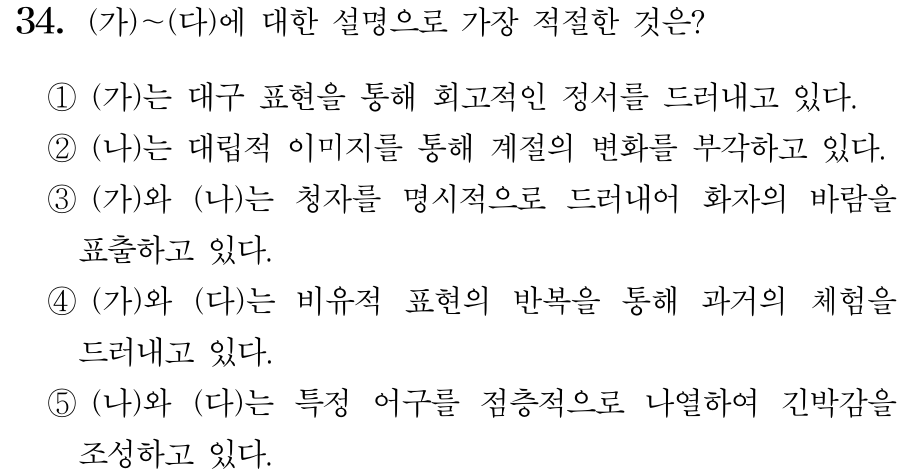 34. (가)~(다)에 대한 설명으로 가장 적절한 것은?
① (가)는 대구 표현을 통해 회고적인 정서를 드러내고 있다.
② (나)는 대립적 이미지를 통해 계절의 변화를 부각하고 있다.
③ (가)와 (나)는 청자를 명시적으로 드러내어 화자의 바람을
표출하고 있다.
④ (가)와 (다)는 비유적 표현의 반복을 통해 과거의 체험을
드러내고 있다.
⑤ (나)와 (다)는 특정 어구를 점층적으로 나열하여 긴박감을
조성하고 있다.